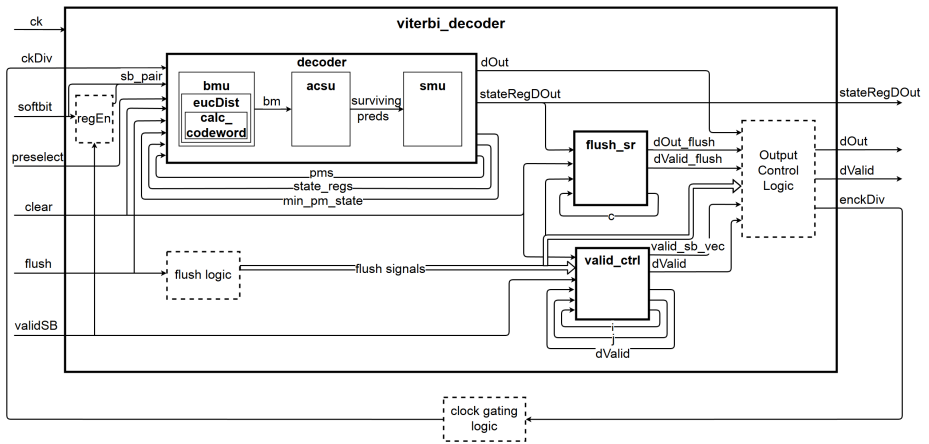 viterbi_decoder
ck
ckDiv
softbit
preselect
clear
flush
validSB
sb_pair
regEn
decoder
bmu
eucDist
calc_
codeword
bm
acsu
surviving
preds
smu
pms
state_regs
min_pm_state
dOut
stateRegDOut
flush_sr
dOut_flush
dValid_flush
c
flush logic
flush signals
valid_ctrl
valid_sb_vec
dValid
i
j
dValid
Output
Control
Logic
stateRegDOut
dOut
dValid
enckDiv
clock gating
logic